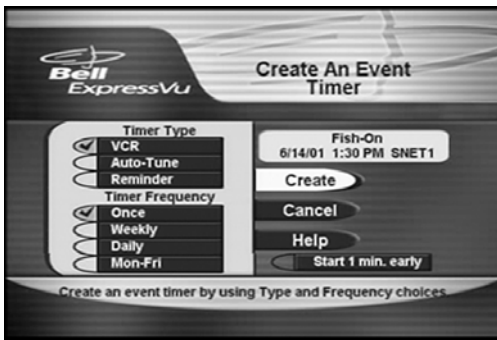 Bell
ExpressVu
Create An Event
Timer
Timer Type
VCR
Auto-Tune
Reminder
Timer Frequency
Once
Weekly
Daily
Mon-Fri
Fish-On
6/14/01 1:30 PM SNET1
Create
Cancel
Help
Start 1 min. early
Create an event timer by using Type and Frequency choices